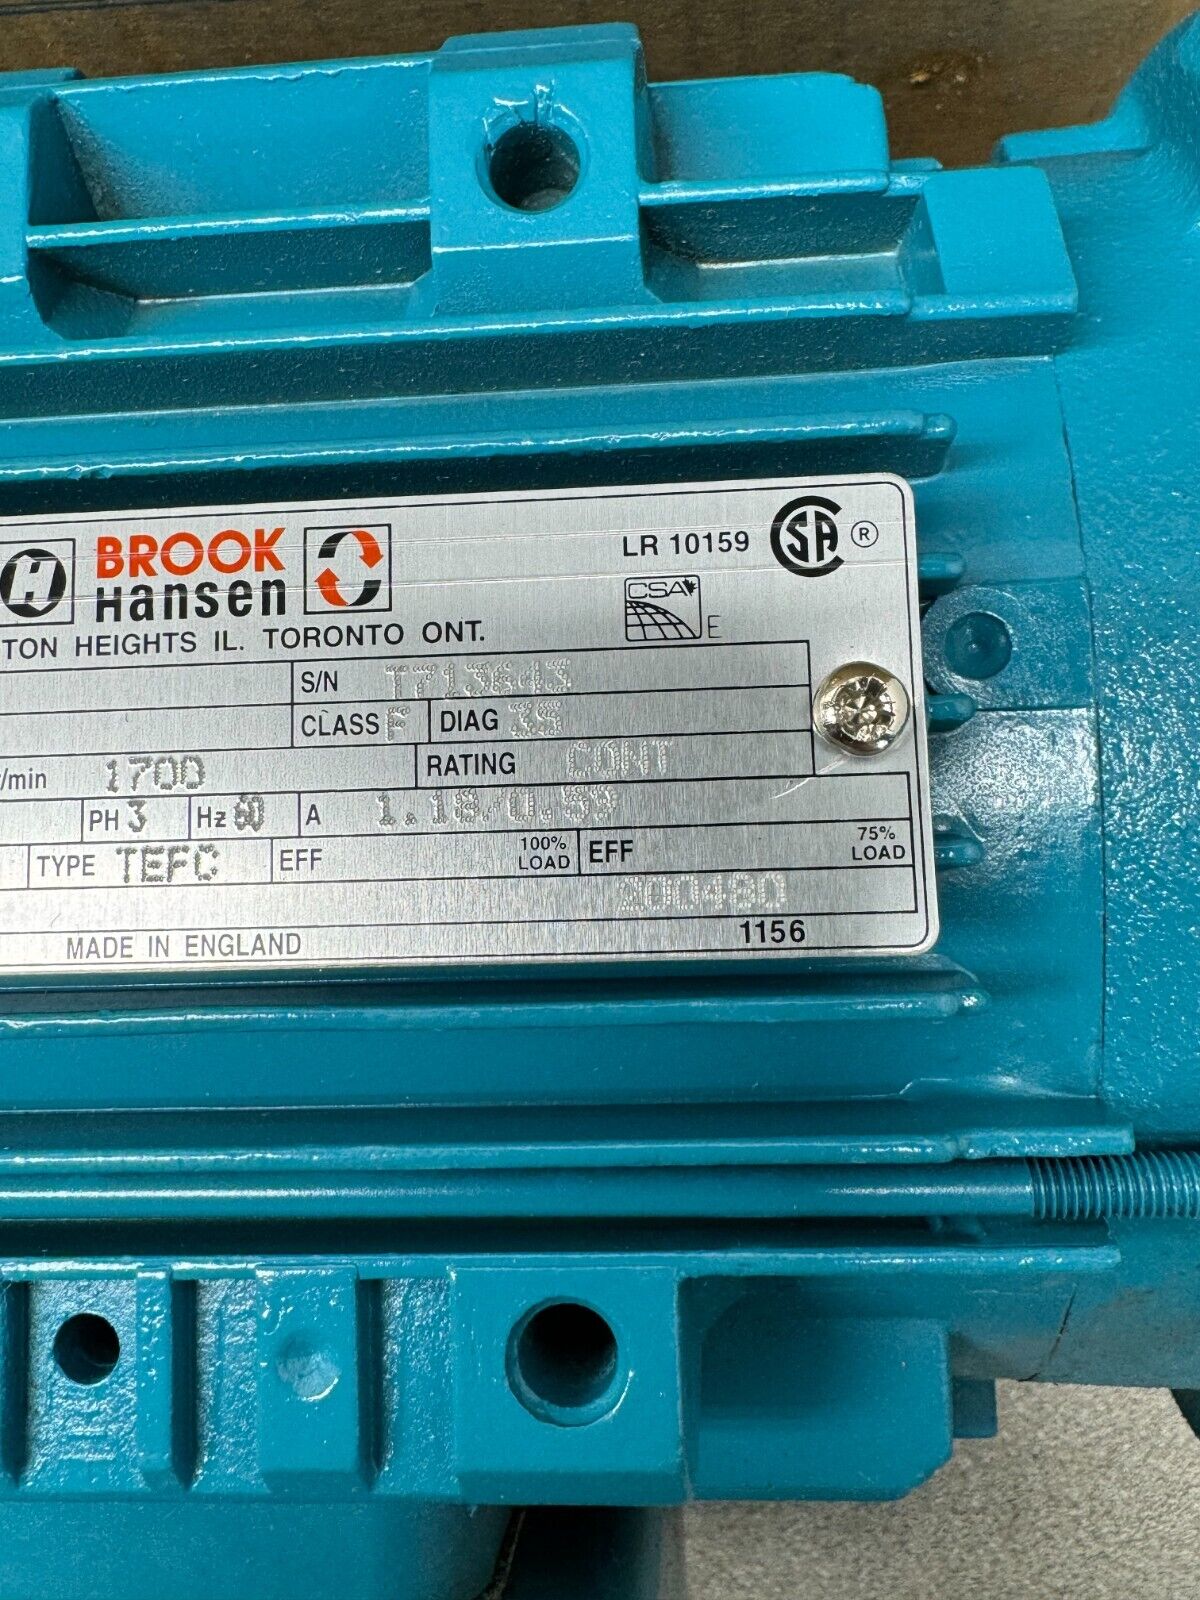 H BROOK Hansen
LR 10159 CSA ®
CSA E
TON HEIGHTS IL. TORONTO ONT.
S/N T713643
CLASS F DIAG 35
/min 1700 RATING CONT
PH 3 Hz 60 A 1.18/0.59
TYPE TEFC EFF 100% LOAD EFF 75% LOAD
200480
MADE IN ENGLAND 1156